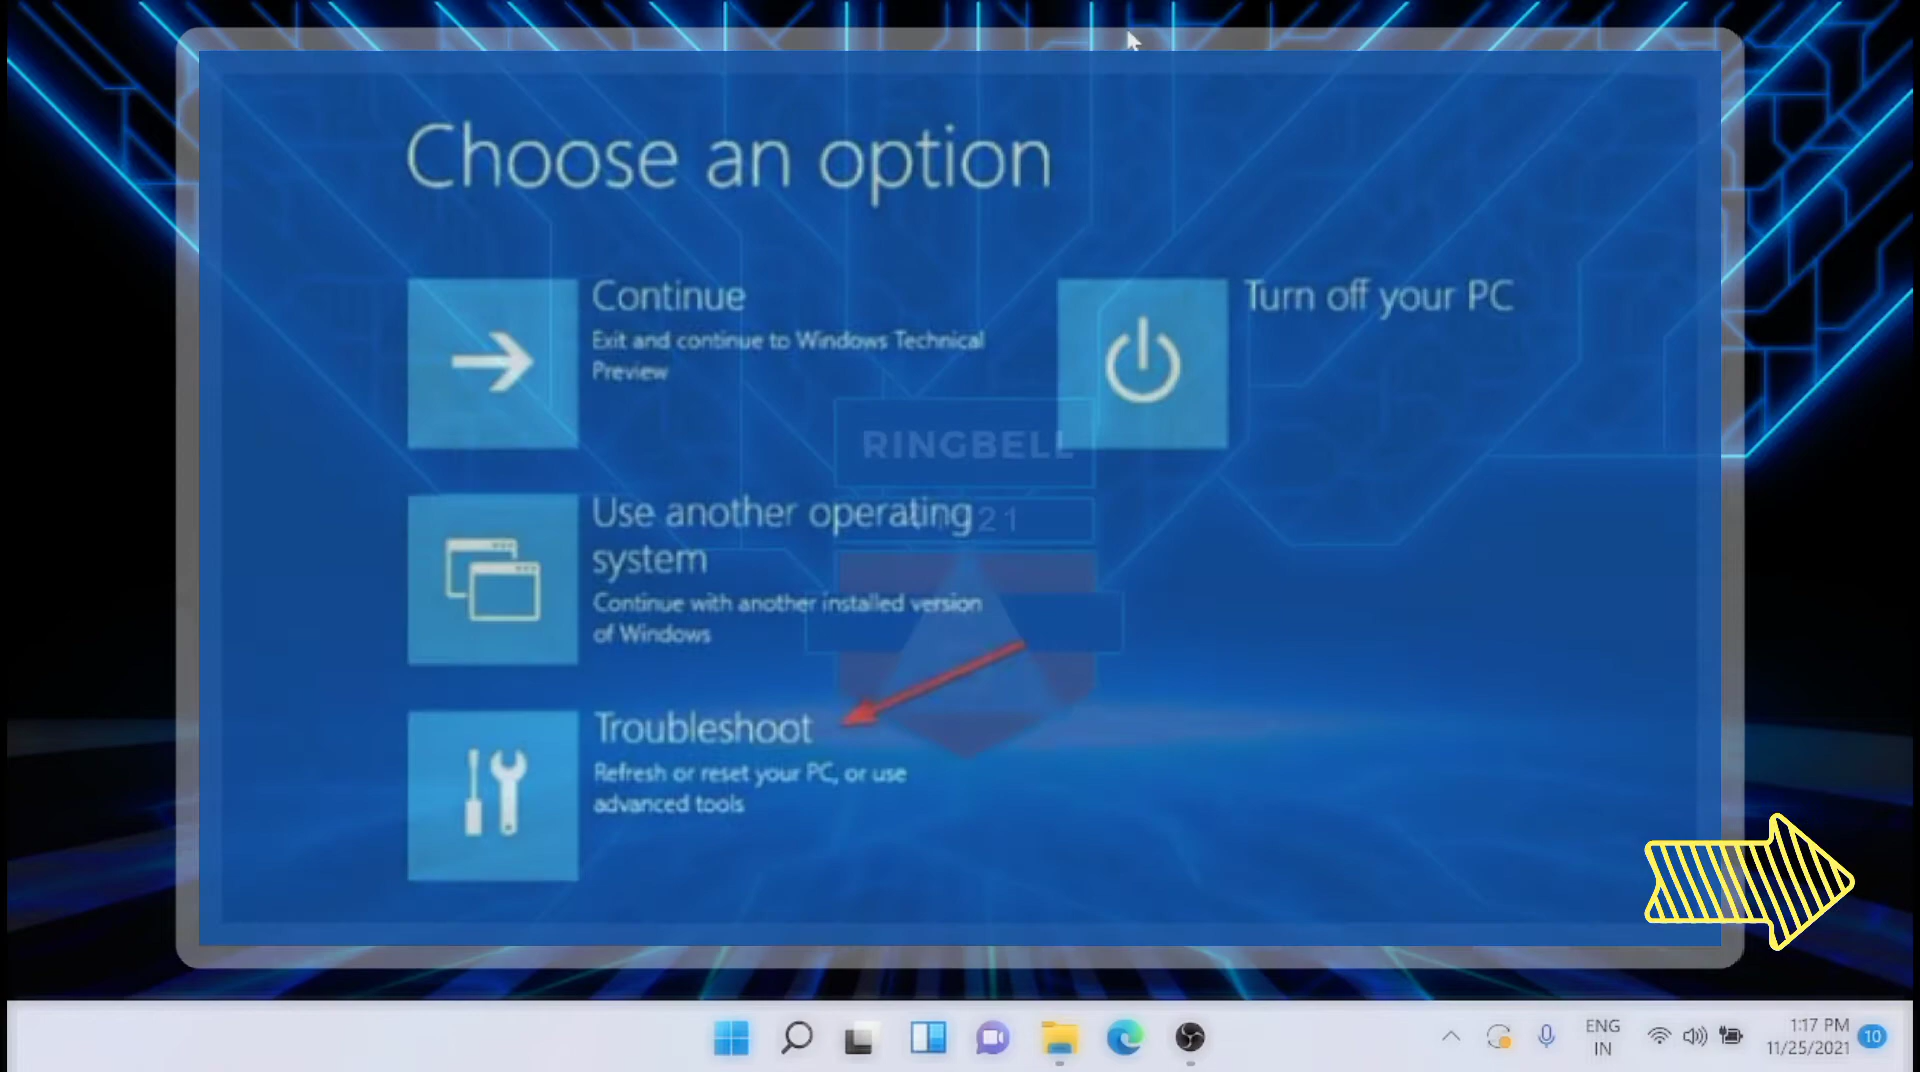 Choose an option
Continue
Exit and continue to Windows Technical
Preview
Turn off your PC
RINGBELL
Use another operating
21
system
Continue with another installed version
of Windows
Troubleshoot
Refresh or reset your PC, or use
advanced tools
ENG
IN
1:17 PM
11/25/2021
10